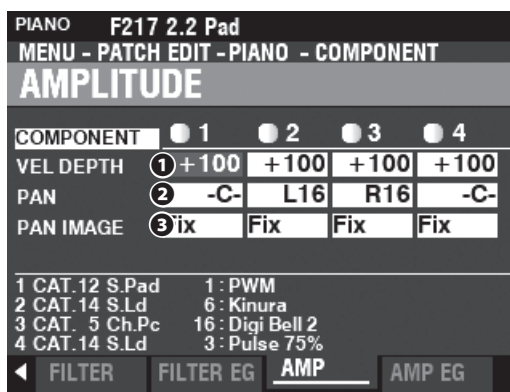 PIANO F217 2.2 Pad
MENU - PATCH EDIT - PIANO - COMPONENT
AMPLITUDE
COMPONENT 1 2 3 4
VEL DEPTH 1 +100 +100 +100 +100
PAN 2 -C- L16 R16 -C-
PAN IMAGE 3 Fix Fix Fix Fix
1 CAT.12 S.Pad 1 : PWM
2 CAT.14 S.Ld 6 : Kinura
3 CAT. 5 Ch.Pc 16 : Digi Bell 2
4 CAT.14 S.Ld 3 : Pulse 75%
FILTER FILTER EG AMP AMP EG